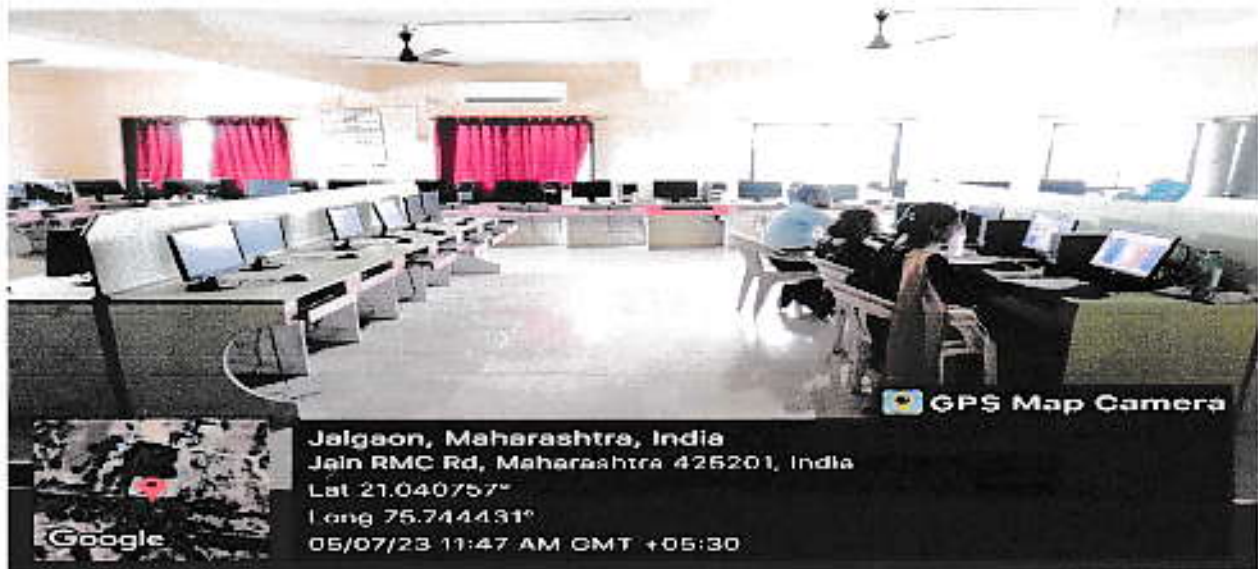 GPS Map Camera
Jalgaon, Maharashtra, India
Jain RMC Rd, Maharashtra 425201, India
Lat 21.040757°
Long 75.744431°
05/07/23 11:47 AM GMT +05:30
Google